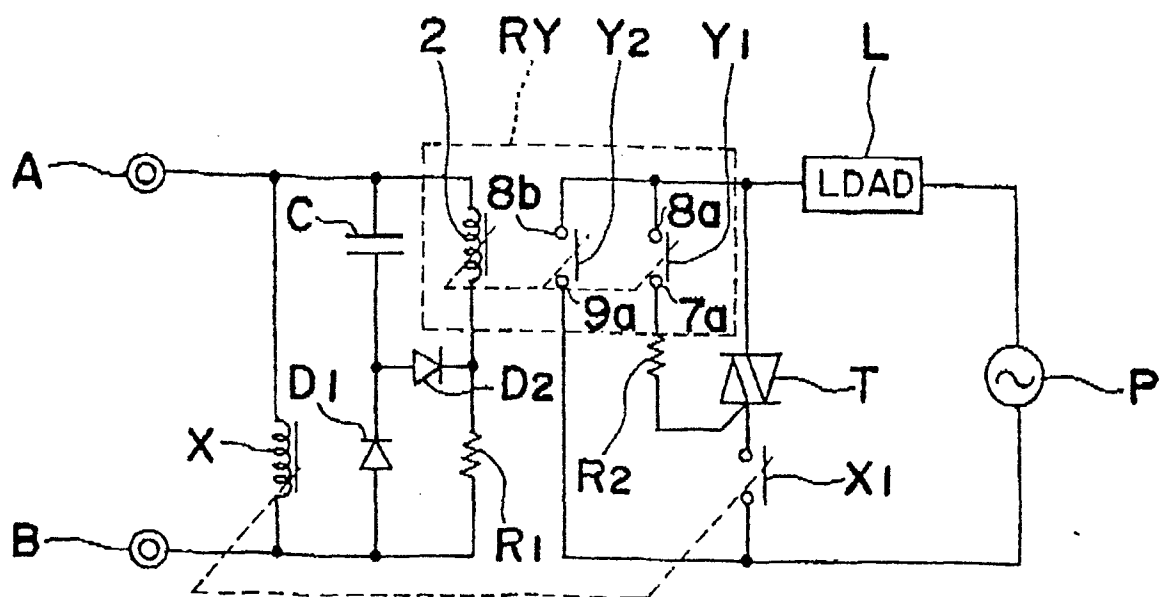 2 RY Y2 Y1 L
A
8b 8a LDAD
C
9a 7a
D1 D2 T P
X
R2 X1
B R1